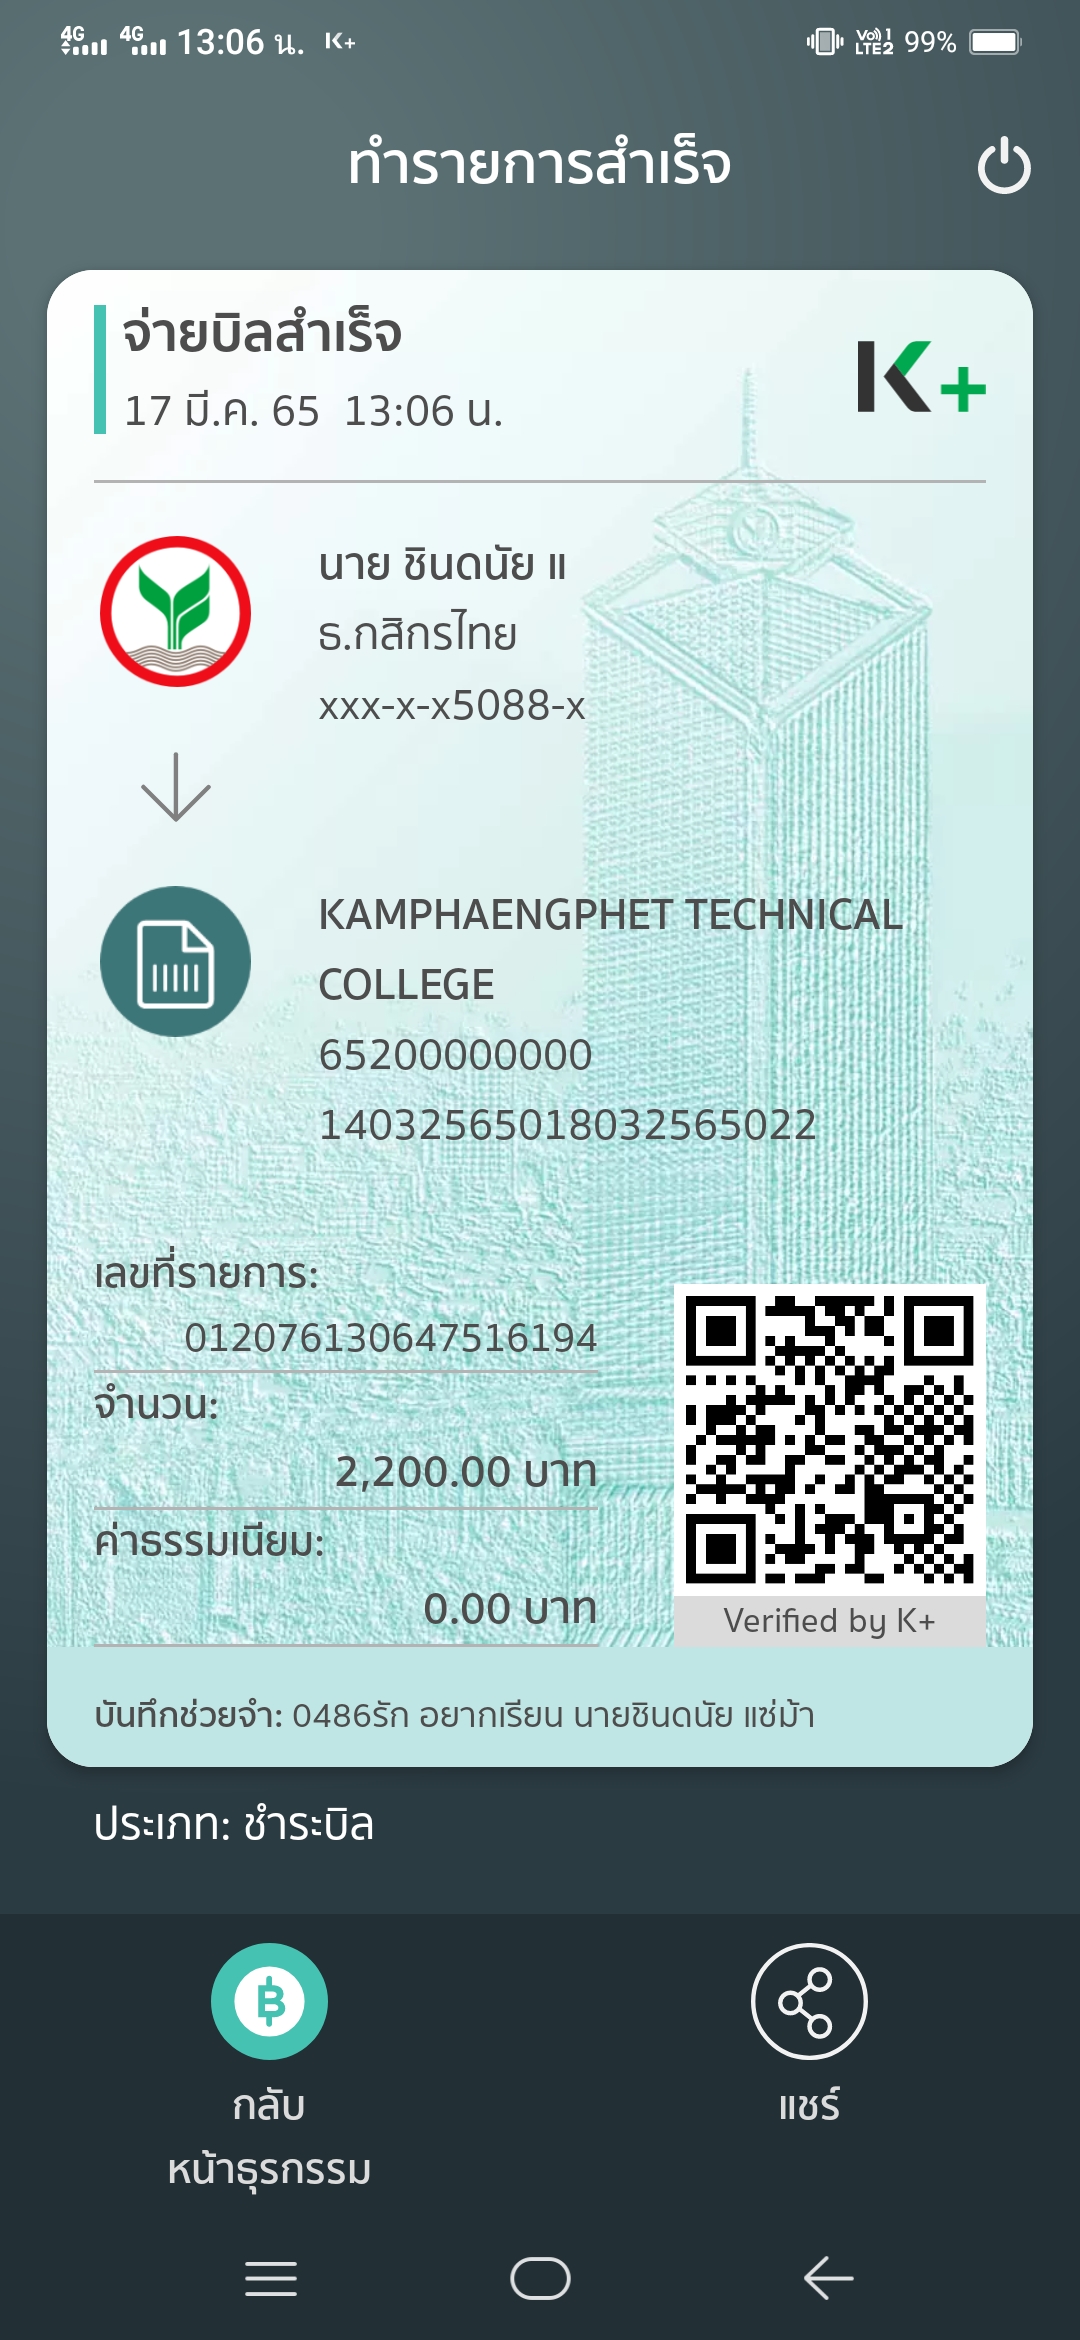 4G 4G 13:06 น. K+ Vo)) 1 LTE2 99%
ทำรายการสำเร็จ
จ่ายบิลสำเร็จ
17 มี.ค. 65 13:06 น.
K+
นาย ชินดนัย แ
ธ.กสิกรไทย
xxx-x-x5088-x
KAMPHAENGPHET TECHNICAL
COLLEGE
65200000000
14032565018032565022
เลขที่รายการ:
012076130647516194
จำนวน:
2,200.00 บาท
ค่าธรรมเนียม:
0.00 บาท
Verified by K+
บันทึกช่วยจำ: 0486รัก อยากเรียน นายชินดนัย แซ่ม้า
ประเภท: ชำระบิล
กลับ
หน้าธุรกรรม
แชร์